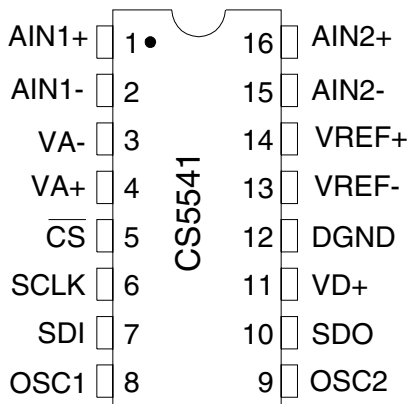 AIN1+ 1 16 AIN2+
AIN1- 2 15 AIN2-
VA- 3 14 VREF+
VA+ 4 13 VREF-
CS 5 12 DGND
SCLK 6 11 VD+
SDI 7 10 SDO
OSC1 8 9 OSC2
CS5541